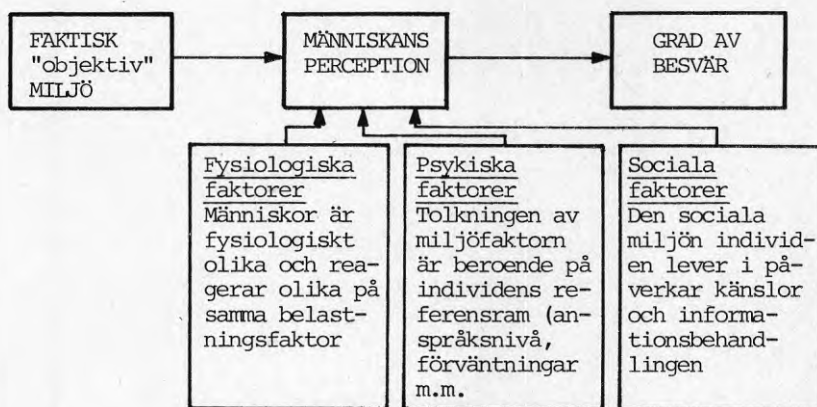 FAKTISK
"objektiv"
MILJÖ
MÄNNISKANS
PERCEPTION
GRAD AV
BESVÄR
Fysiologiska
faktorer
Människor är
fysiologiskt
olika och rea-
gerar olika på
samma belast-
ningsfaktor
Psykiska
faktorer
Tolkningen av
miljöfaktorn
är beroende på
individens re-
ferensram (an-
språksnivå,
förväntningar
m.m.
Sociala
faktorer
Den sociala
miljön individ-
en lever i på-
verkar känslor
och informa-
tionsbehand-
lingen